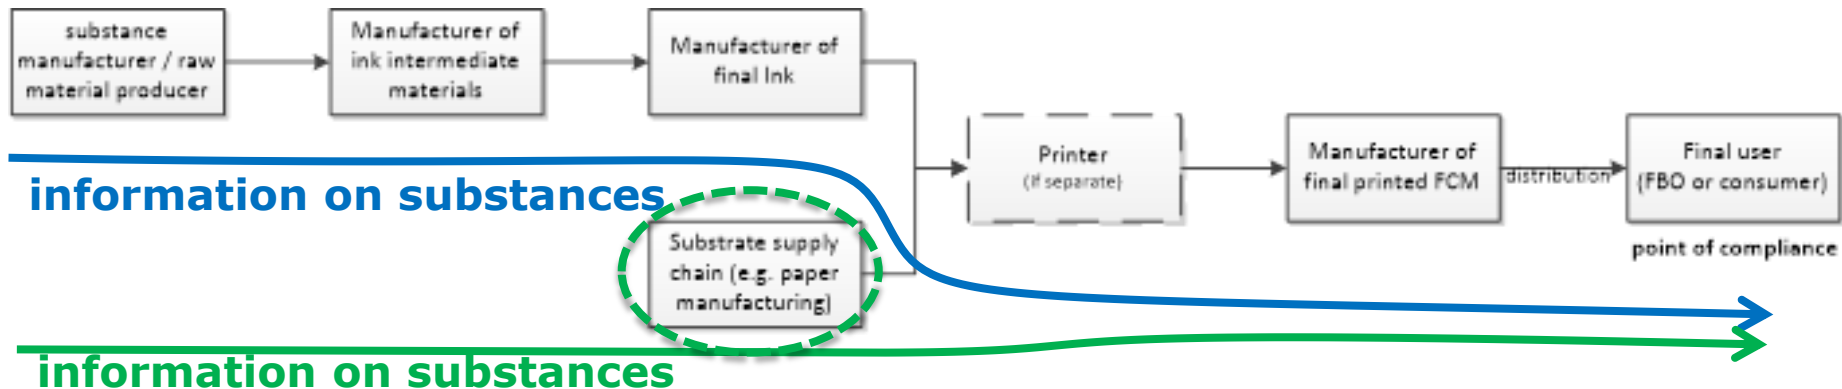 substance
manufacturer / raw
material producer
Manufacturer of
ink intermediate
materials
Manufacturer of
final Ink
Printer
(if separate)
Manufacturer of
final printed FCM
distribution
Final user
(FBO or consumer)
point of compliance
information on substances
Substrate supply
chain (e.g. paper
manufacturing)
information on substances